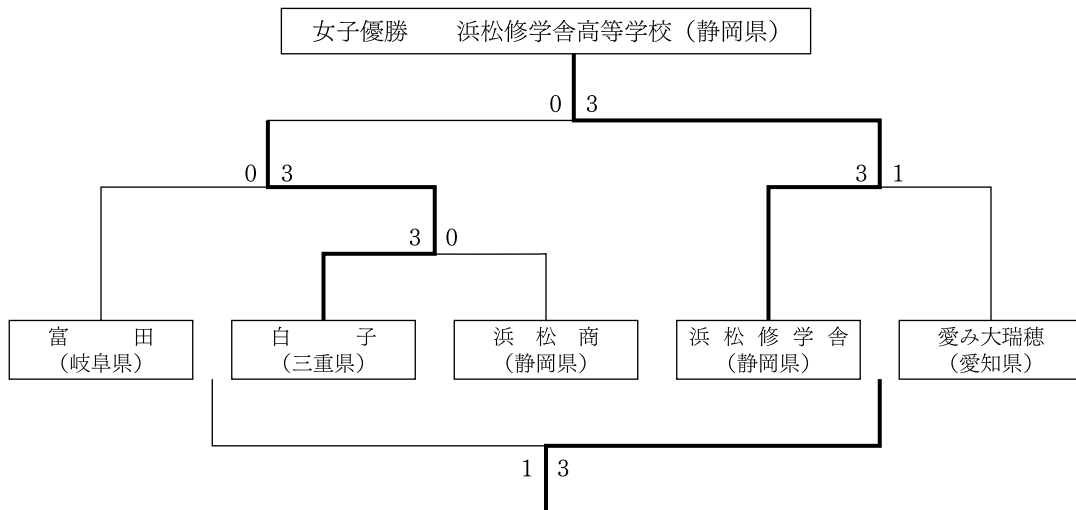 女子優勝　　浜松修学舎高等学校（静岡県）
0 3
0 3
3 1
3 0
富田
（岐阜県）
白子
（三重県）
浜松商
（静岡県）
浜松修学舎
（静岡県）
愛み大瑞穂
（愛知県）
1 3